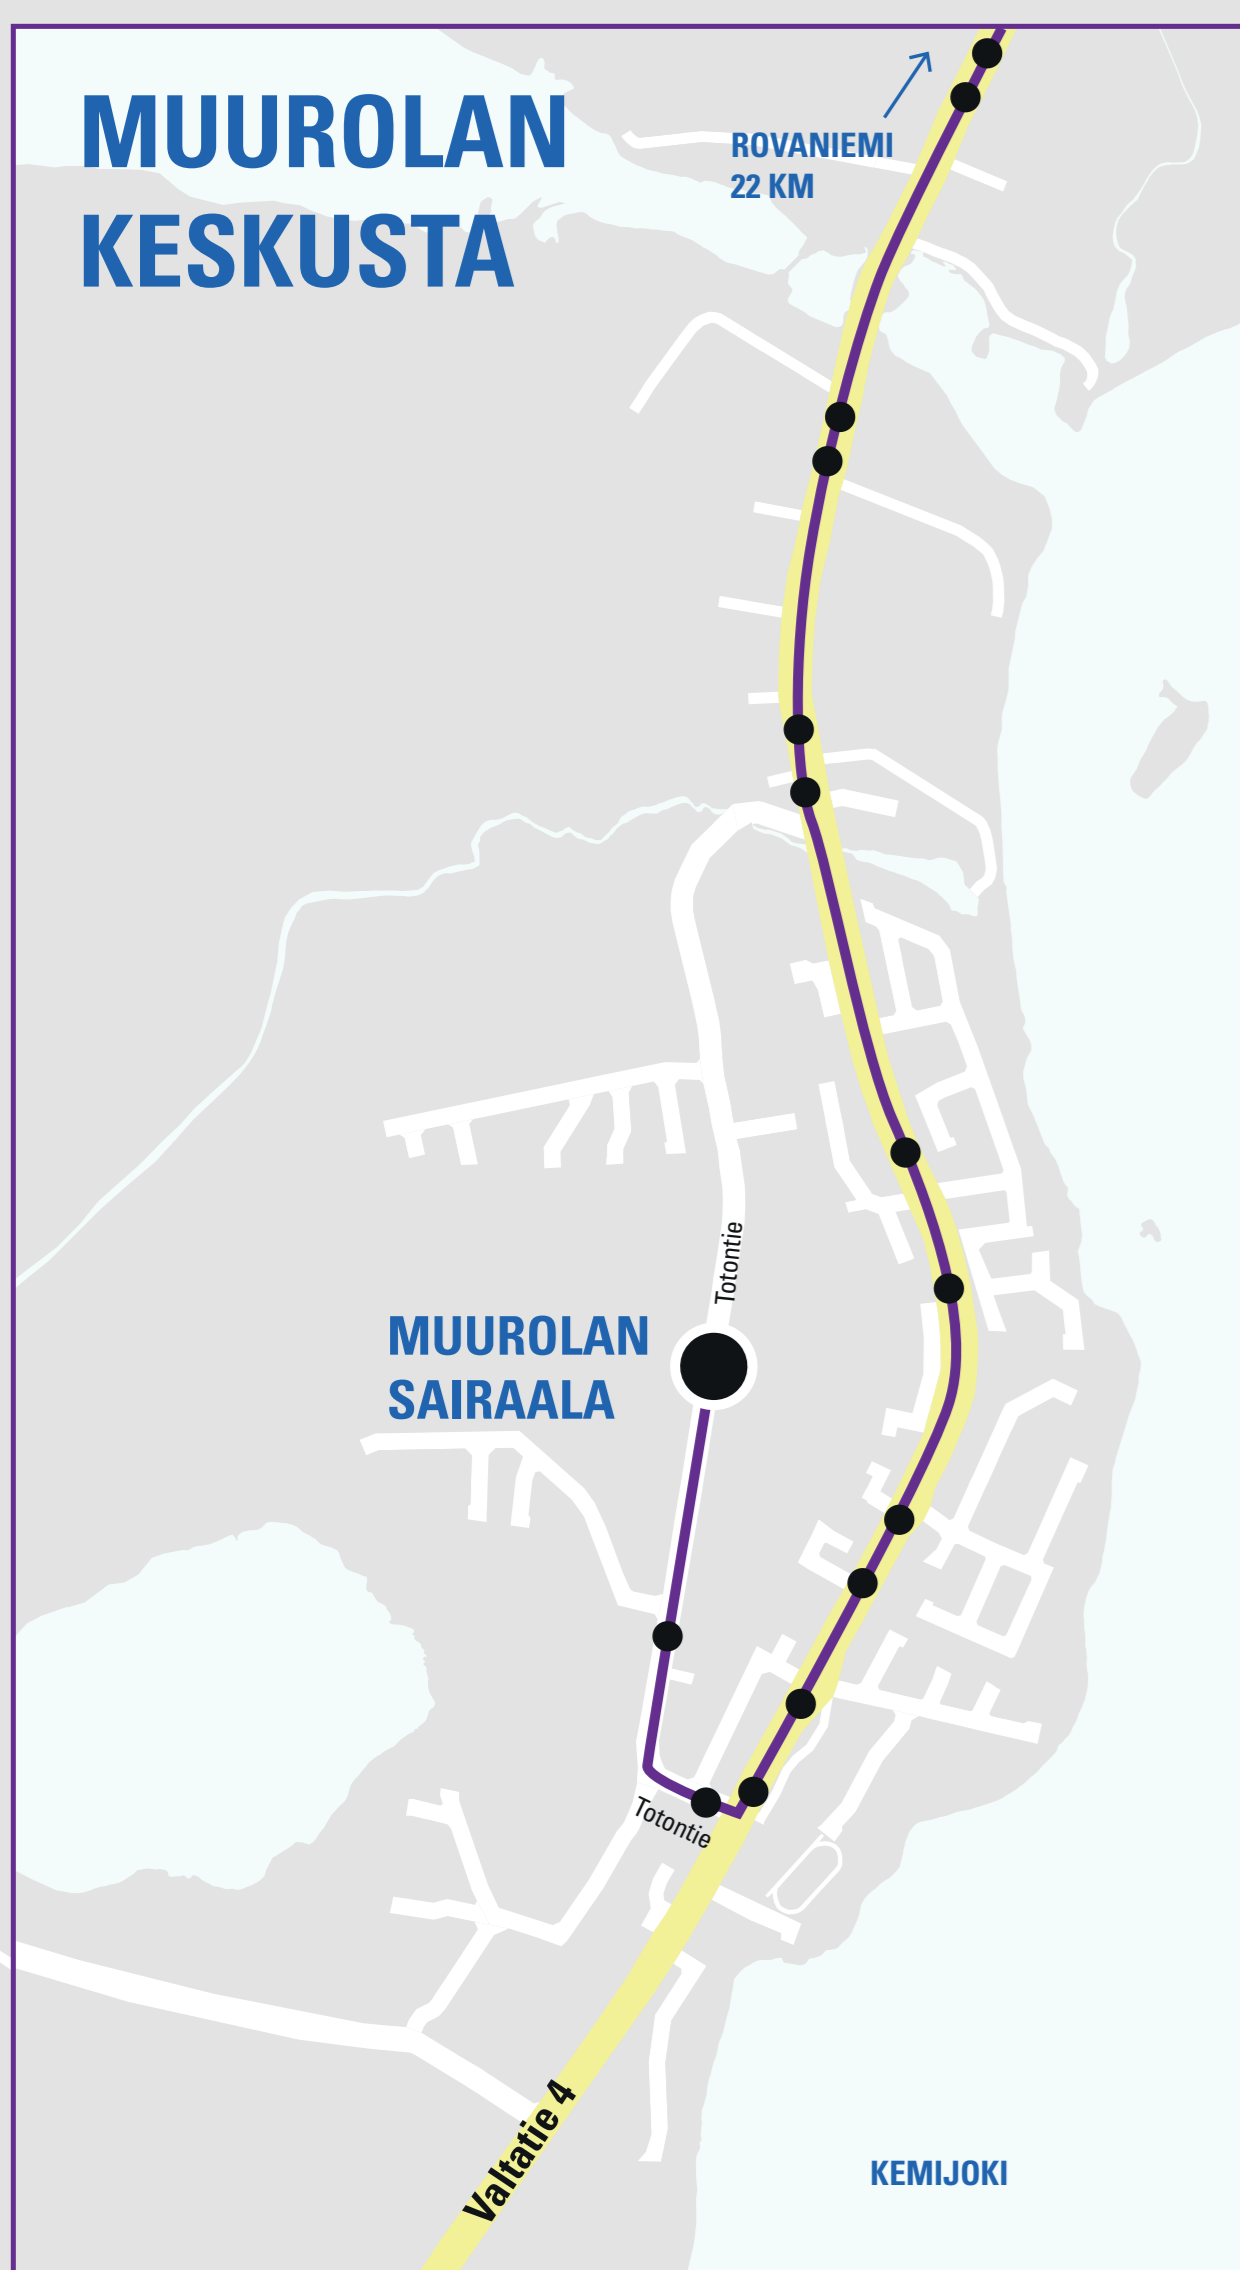 MUUROLAN
KESKUSTA
ROVANIEMI
22 KM
Totontie
MUUROLAN
SAIRAALA
Totontie
Valtatie 4
KEMIJOKI